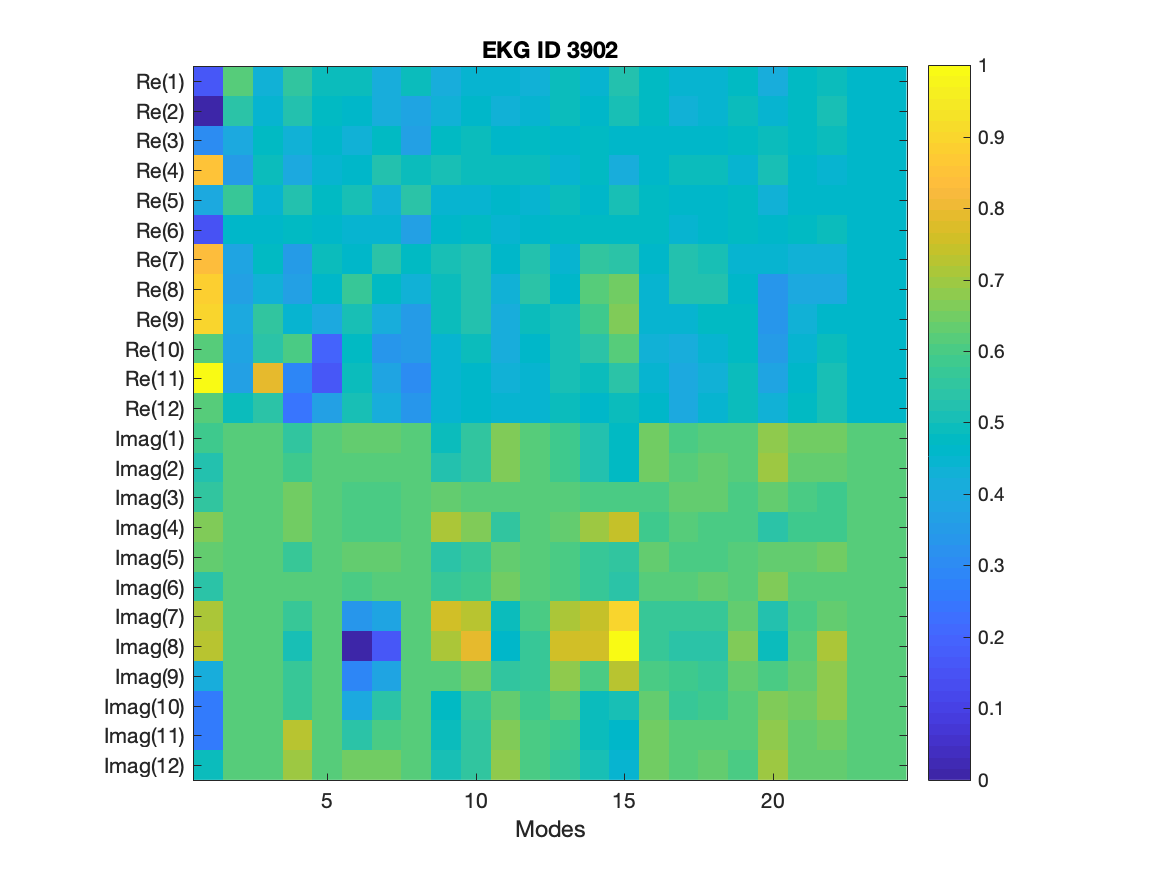 EKG ID 3902
Re(1)
Re(2)
Re(3)
Re(4)
Re(5)
Re(6)
Re(7)
Re(8)
Re(9)
Re(10)
Re(11)
Re(12)
Imag(1)
Imag(2)
Imag(3)
Imag(4)
Imag(5)
Imag(6)
Imag(7)
Imag(8)
Imag(9)
Imag(10)
Imag(11)
Imag(12)
5 10 15 20
Modes
1
0.9
0.8
0.7
0.6
0.5
0.4
0.3
0.2
0.1
0